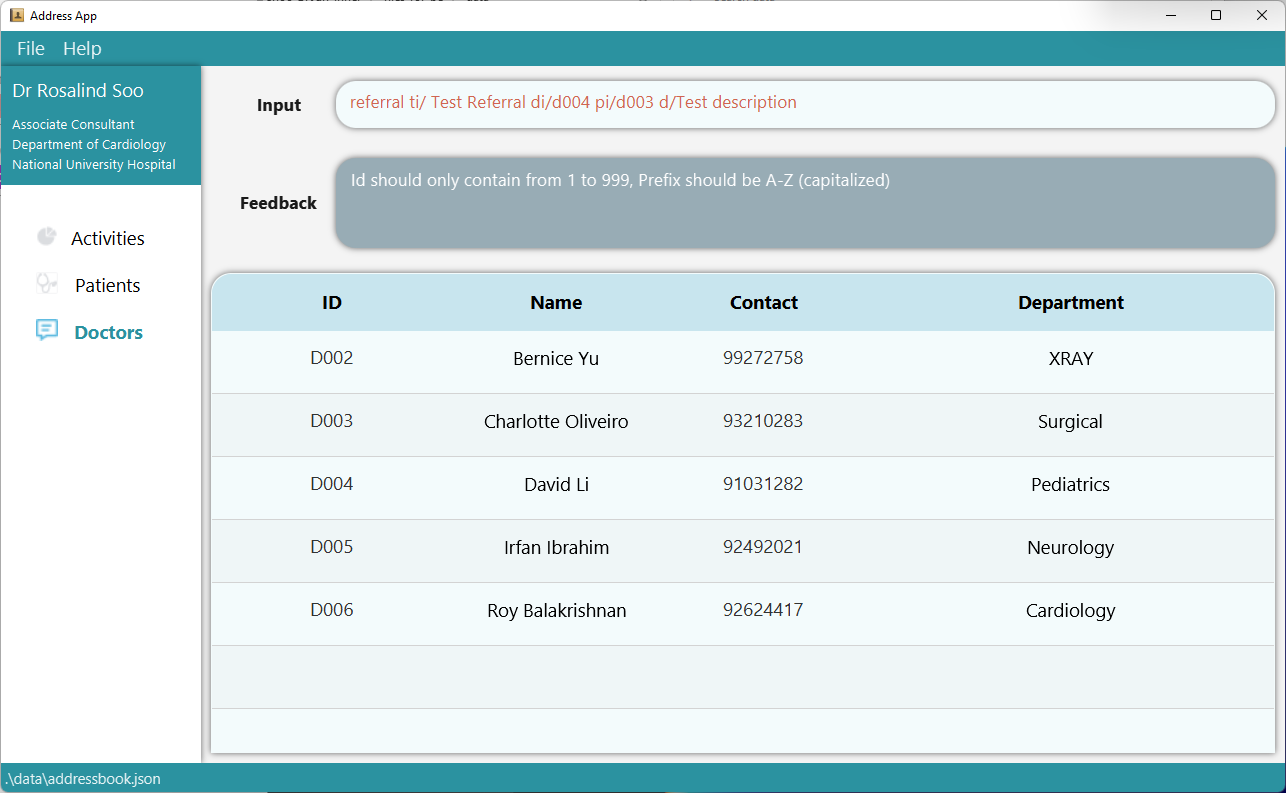 Address App
File Help
Dr Rosalind Soo
Associate Consultant
Department of Cardiology
National University Hospital
Activities
Patients
Doctors
Input
referral ti/ Test Referral di/d004 pi/d003 d/Test description
Feedback
Id should only contain from 1 to 999, Prefix should be A-Z (capitalized)
ID Name Contact Department
D002 Bernice Yu 99272758 XRAY
D003 Charlotte Oliveiro 93210283 Surgical
D004 David Li 91031282 Pediatrics
D005 Irfan Ibrahim 92492021 Neurology
D006 Roy Balakrishnan 92624417 Cardiology
.\data\addressbook.json